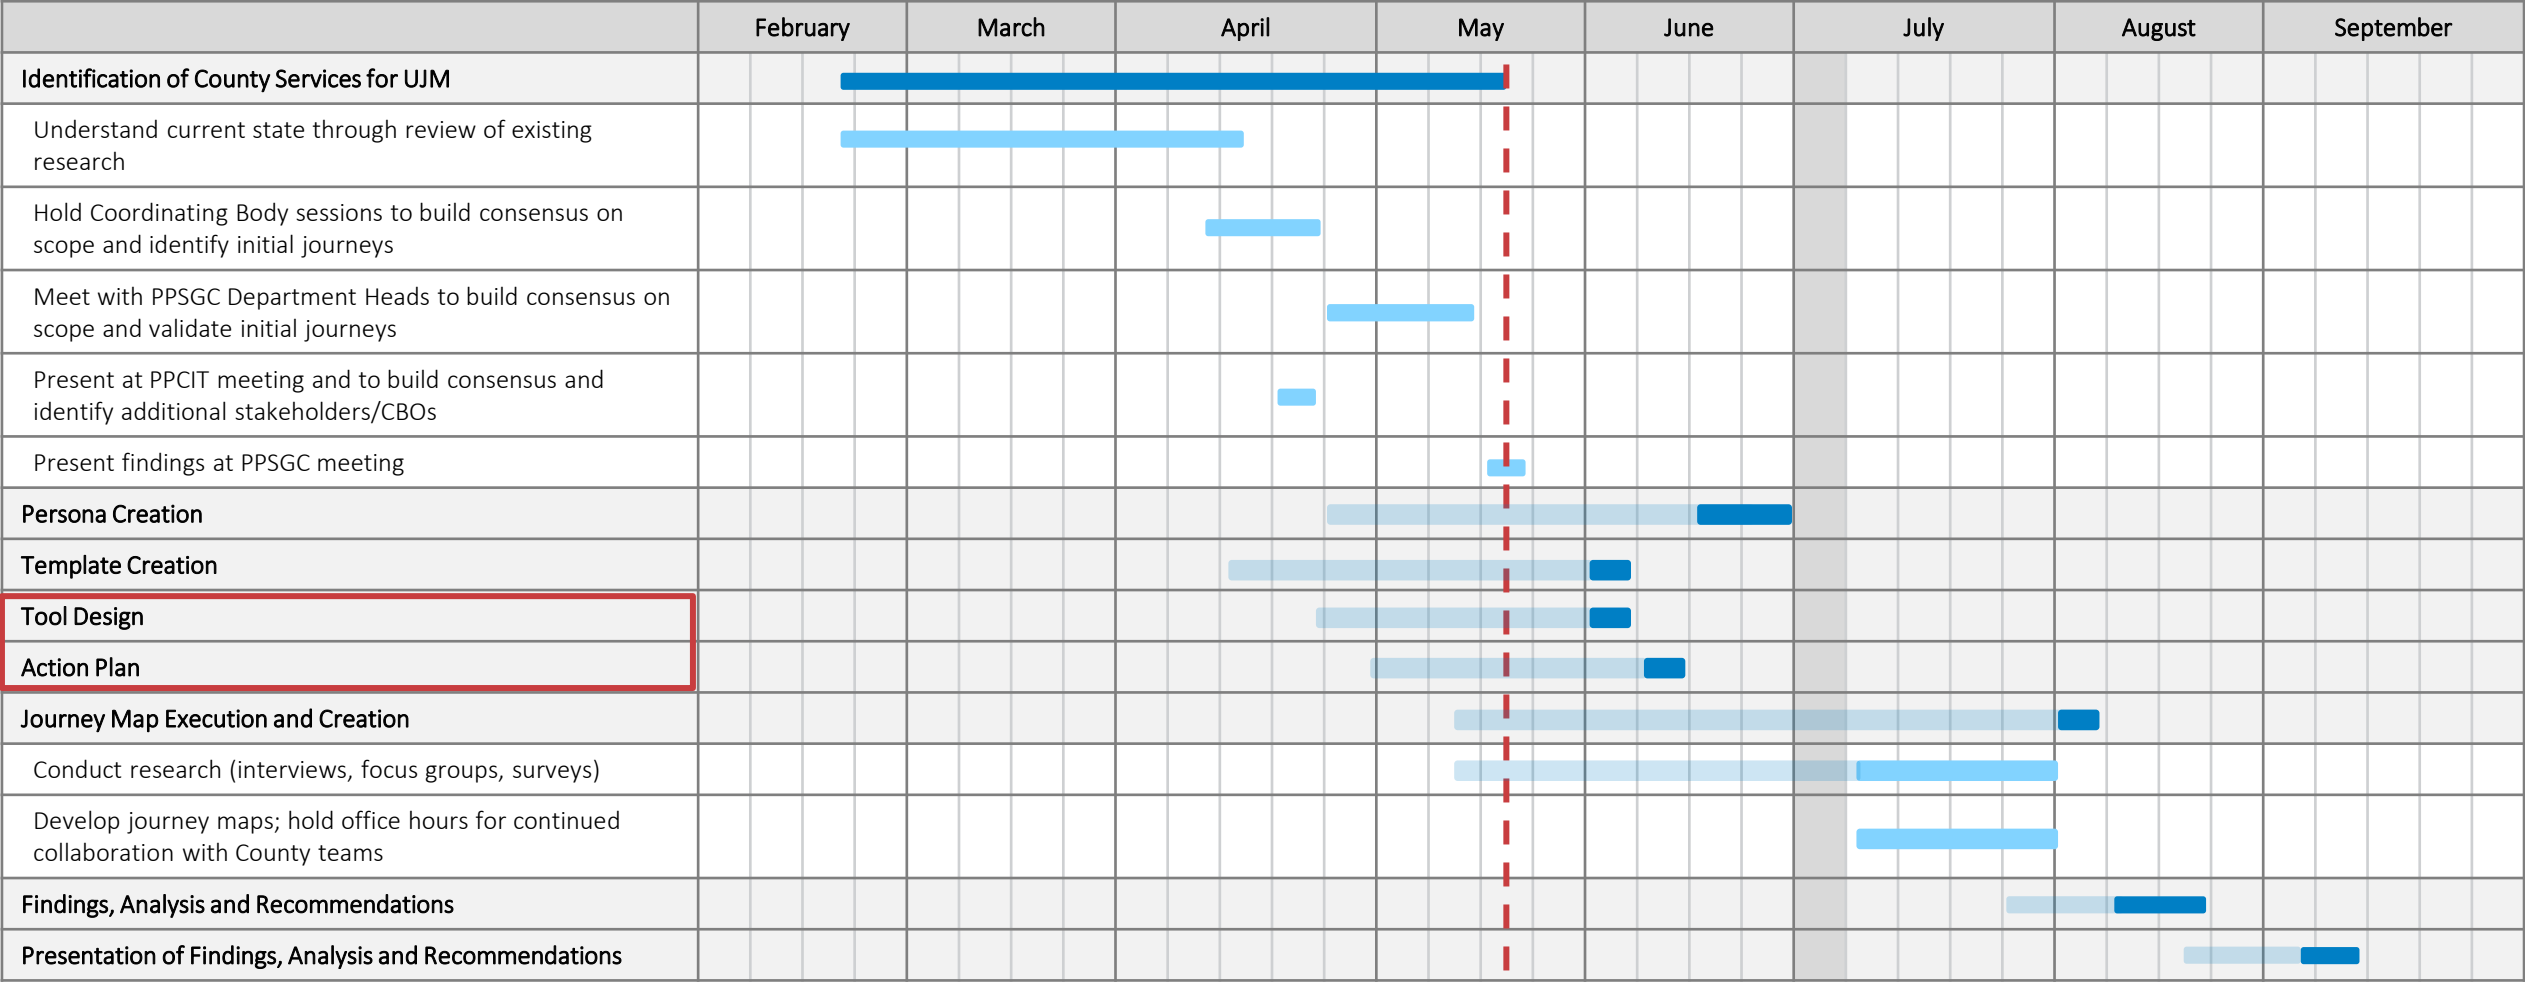 February March April May June July August September
Identification of County Services for UJM
Understand current state through review of existing
research
Hold Coordinating Body sessions to build consensus on
scope and identify initial journeys
Meet with PPSGC Department Heads to build consensus on
scope and validate initial journeys
Present at PPCIT meeting and to build consensus and
identify additional stakeholders/CBOs
Present findings at PPSGC meeting
Persona Creation
Template Creation
Tool Design
Action Plan
Journey Map Execution and Creation
Conduct research (interviews, focus groups, surveys)
Develop journey maps; hold office hours for continued
collaboration with County teams
Findings, Analysis and Recommendations
Presentation of Findings, Analysis and Recommendations